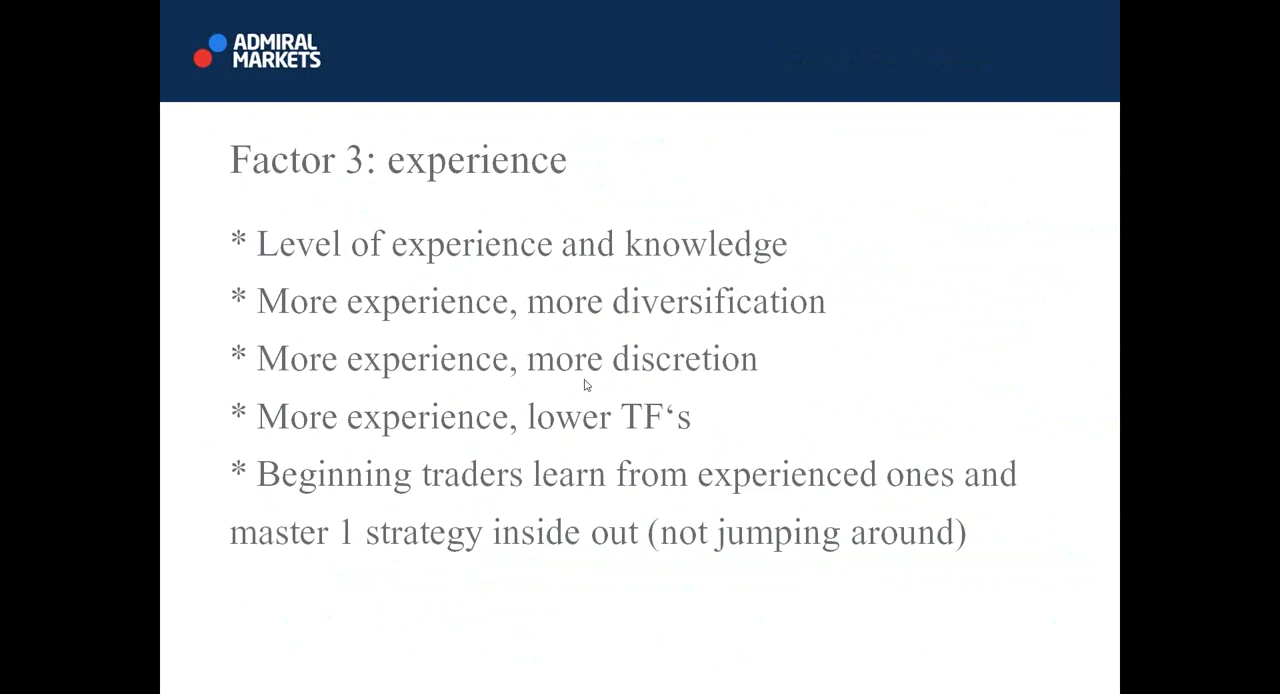 ADMIRAL
MARKETS
Factor 3: experience
* Level of experience and knowledge
* More experience, more diversification
* More experience, more discretion
* More experience, lower TF‘s
* Beginning traders learn from experienced ones and
master 1 strategy inside out (not jumping around)